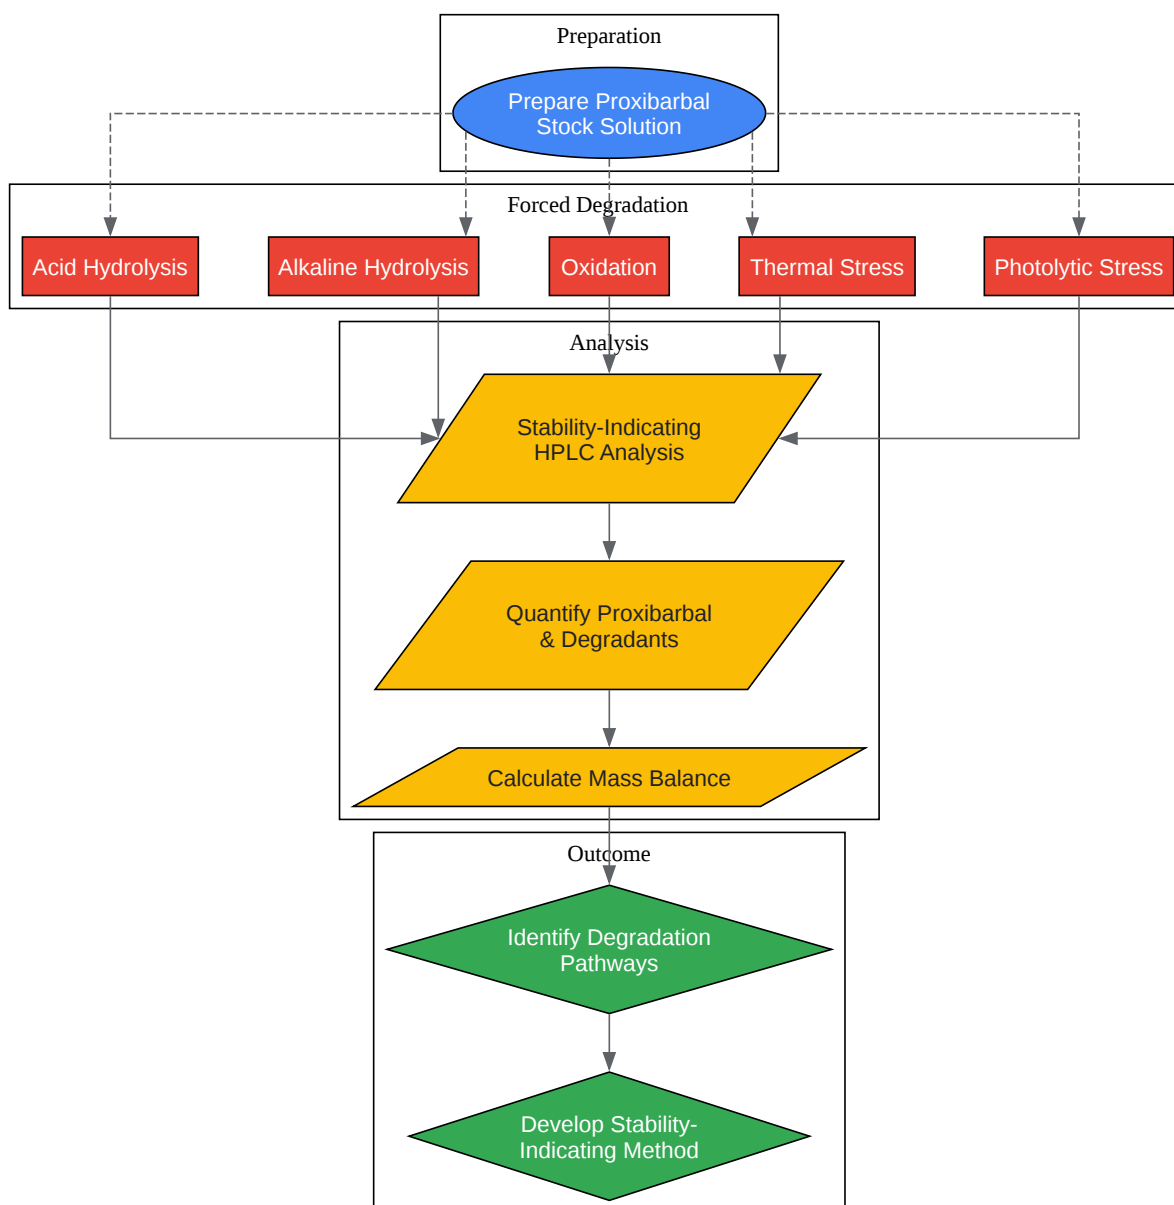 Preparation
Prepare Proxibarbal
Stock Solution
Forced Degradation
Acid Hydrolysis
Alkaline Hydrolysis
Oxidation
Thermal Stress
Photolytic Stress
Analysis
Stability-Indicating
HPLC Analysis
Quantify Proxibarbal
& Degradants
Calculate Mass Balance
Outcome
Identify Degradation
Pathways
Develop Stability-
Indicating Method